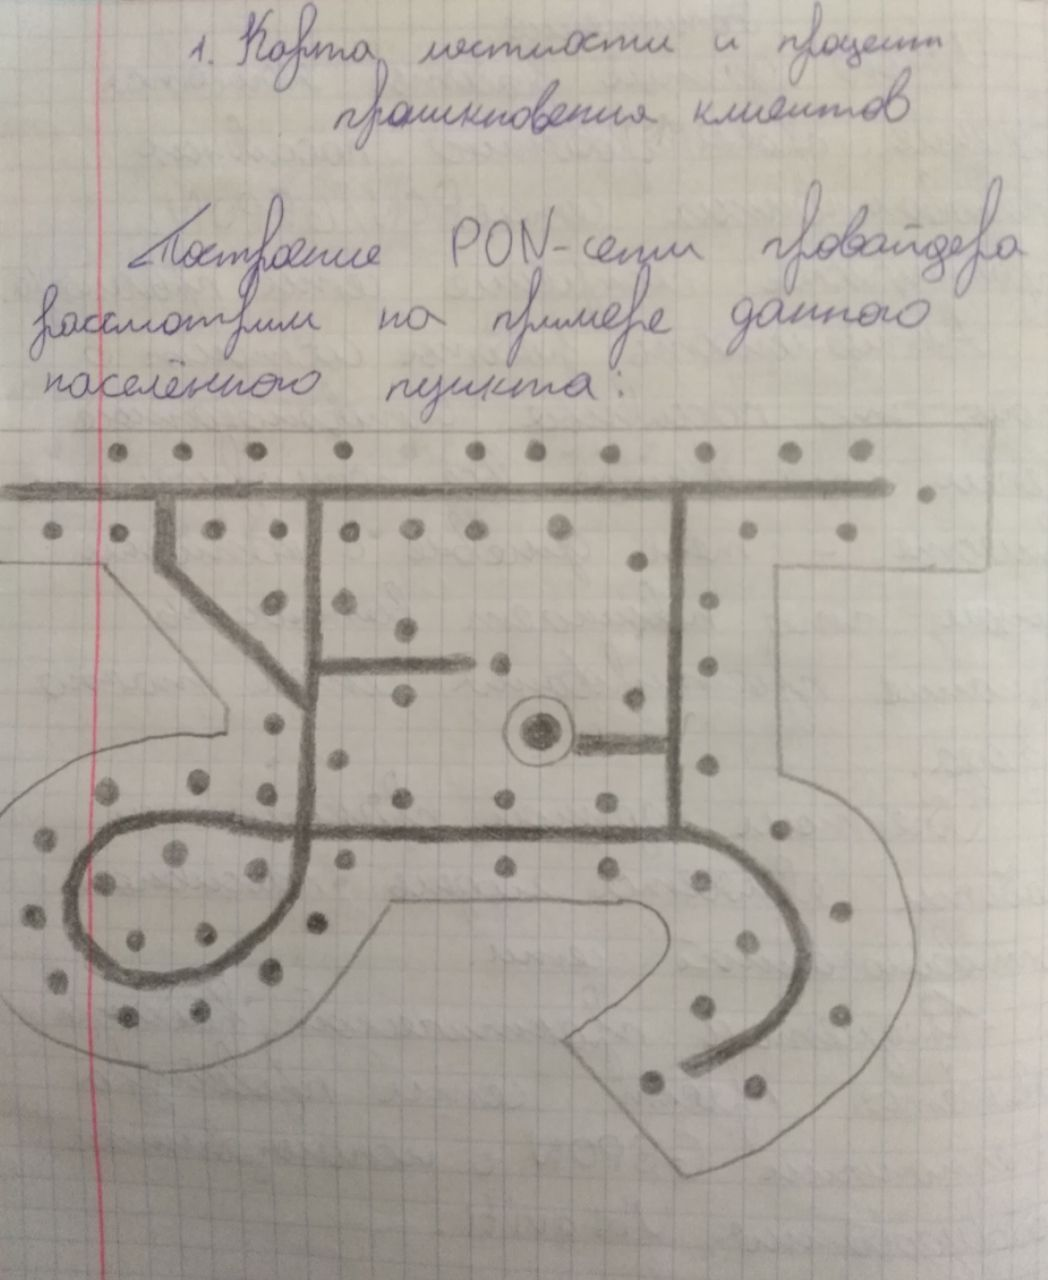 1. Карта местности и процент
проникновения клиентов
Построение PON-сети провайдера
рассмотрим на примере данного
населённого пункта: